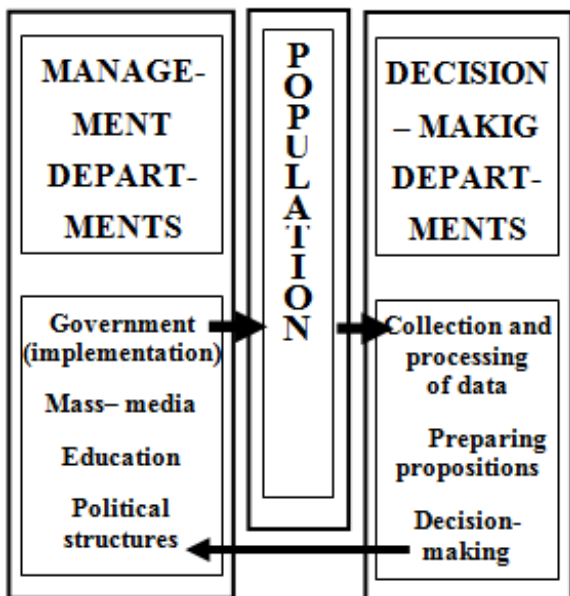 MANAGE-
MENT
DEPART-
MENTS
Government
(implementation)
Mass– media
Education
Political
structures
POPULATION
DECISION
– MAKIG
DEPART-
MENTS
Collection and
processing
of data
Preparing
propositions
Decision-
making